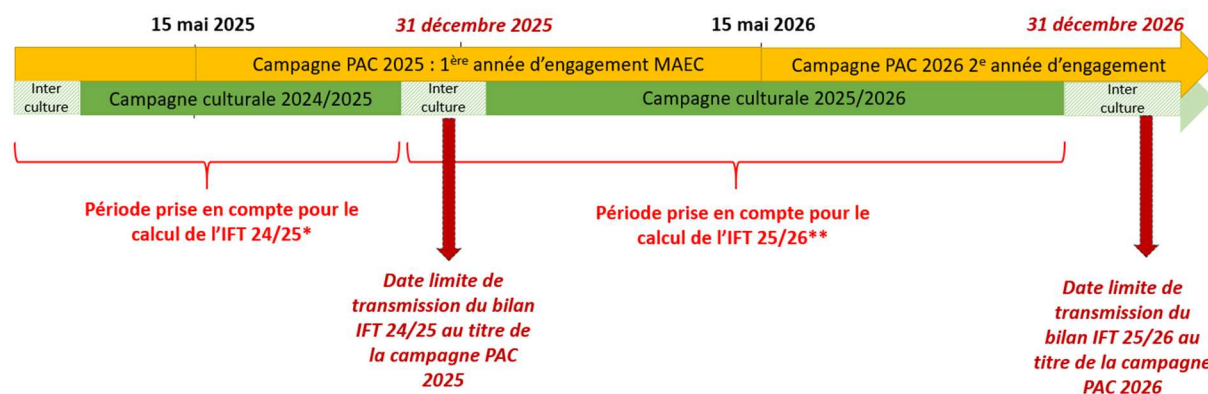 15 mai 2025
31 décembre 2025
15 mai 2026
31 décembre 2026
Campagne PAC 2025 : 1ère année d’engagement MAEC
Campagne PAC 2026 2e année d’engagement
Inter
culture
Campagne culturale 2024/2025
Inter
culture
Campagne culturale 2025/2026
Inter
culture
Période prise en compte pour le
calcul de l’IFT 24/25*
Période prise en compte pour le
calcul de l’IFT 25/26**
Date limite de
transmission du bilan
IFT 24/25 au titre de
la campagne PAC
2025
Date limite de
transmission du
bilan IFT 25/26 au
titre de la campagne
PAC 2026